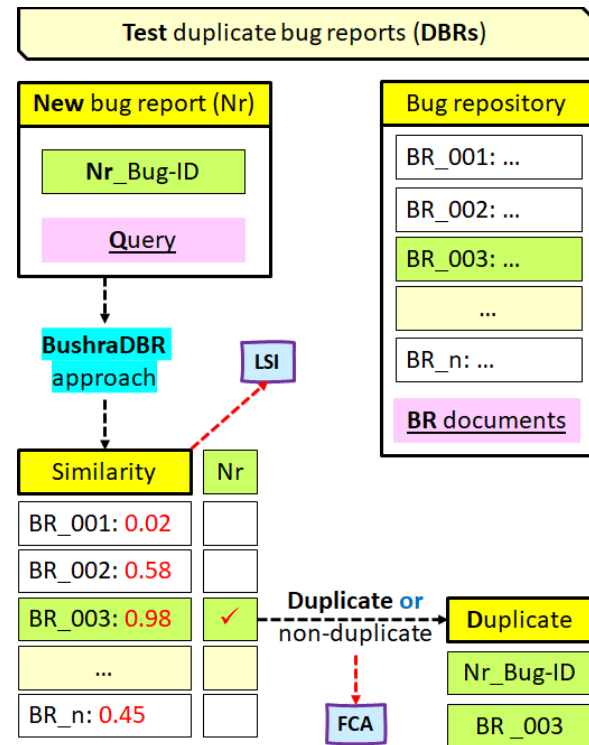 Test duplicate bug reports (DBRs)
New bug report (Nr)
Nr_Bug-ID
Query
Bug repository
BR_001: ...
BR_002: ...
BR_003: ...
...
BR_n: ...
BR documents
BushraDBR
approach
LSI
Similarity
Nr
BR_001: 0.02
BR_002: 0.58
BR_003: 0.98
✓
...
BR_n: 0.45
Duplicate or
non-duplicate
FCA
Duplicate
Nr_Bug-ID
BR _003